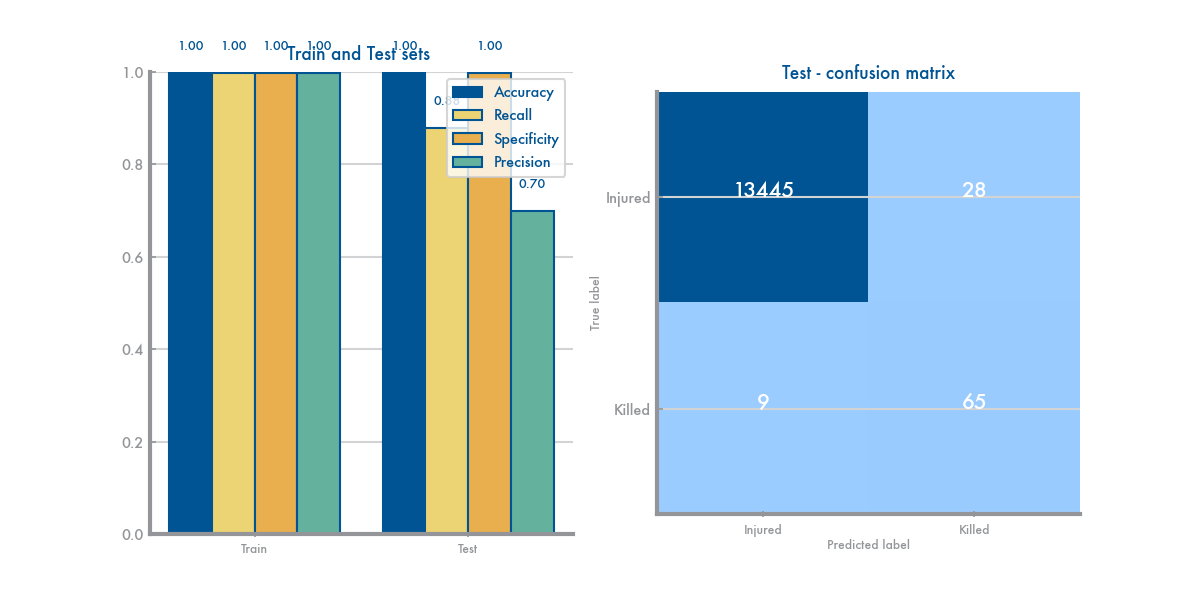 Train and Test sets
1.00 1.00 1.00 1.00 1.00 0.88 1.00 0.70
Accuracy
Recall
Specificity
Precision
1.0
0.8
0.6
0.4
0.2
0.0
Train Test
Test - confusion matrix
True label
Injured 13445 28
Killed 9 65
Injured Killed
Predicted label